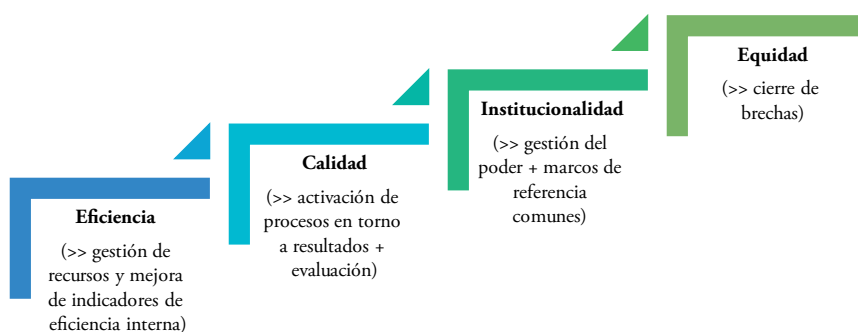 Eficiencia
(>> gestión de
recursos y mejora
de indicadores de
eficiencia interna)
Calidad
(>> activación de
procesos en torno
a resultados +
evaluación)
Institucionalidad
(>> gestión del
poder + marcos de
referencia
comunes)
Equidad
(>> cierre de
brechas)